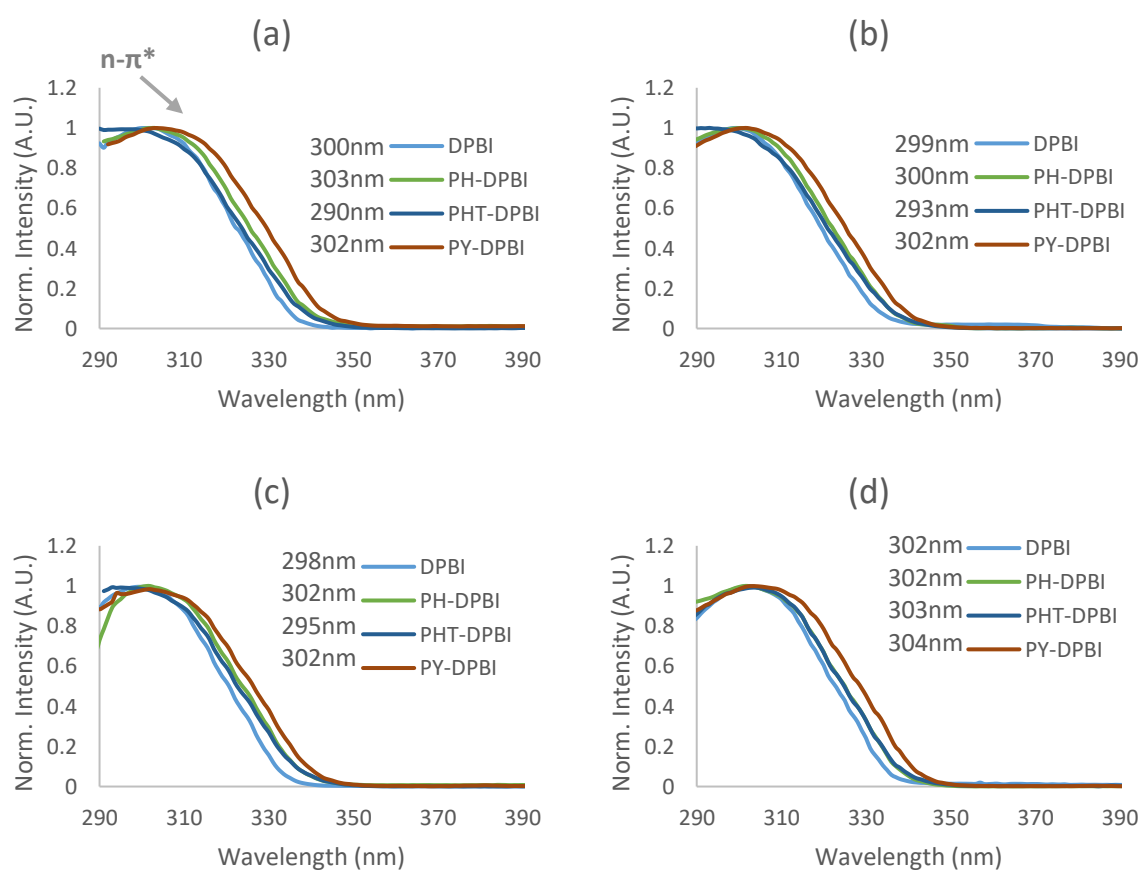 (a)
n-π*
Norm. Intensity (A.U.)
1.2
1
0.8
0.6
0.4
0.2
0
300nm DPBI
303nm PH-DPBI
290nm PHT-DPBI
302nm PY-DPBI
290 310 330 350 370 390
Wavelength (nm)
(b)
Norm. Intensity (A.U.)
1.2
1
0.8
0.6
0.4
0.2
0
299nm DPBI
300nm PH-DPBI
293nm PHT-DPBI
302nm PY-DPBI
290 310 330 350 370 390
Wavelength (nm)
(c)
Norm. Intensity (A.U.)
1.2
1
0.8
0.6
0.4
0.2
0
298nm DPBI
302nm PH-DPBI
295nm PHT-DPBI
302nm PY-DPBI
290 310 330 350 370 390
Wavelength (nm)
(d)
Norm. Intensity (A.U.)
1.2
1
0.8
0.6
0.4
0.2
0
302nm DPBI
302nm PH-DPBI
303nm PHT-DPBI
304nm PY-DPBI
290 310 330 350 370 390
Wavelength (nm)